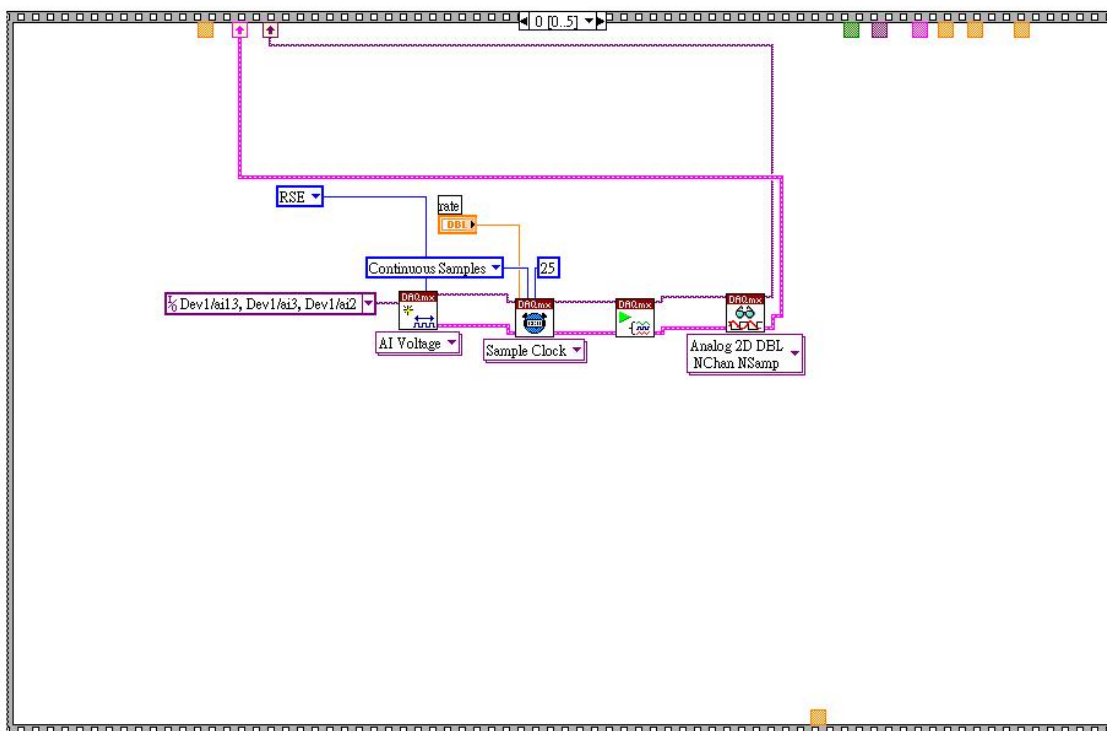 0 [0..5]
RSE
rate
DBL
Continuous Samples
25
I/O Dev1/ai13, Dev1/ai3, Dev1/ai2
DAQmx
DAQmx
DAQmx
DAQmx
AI Voltage
Sample Clock
Analog 2D DBL
NChan NSamp